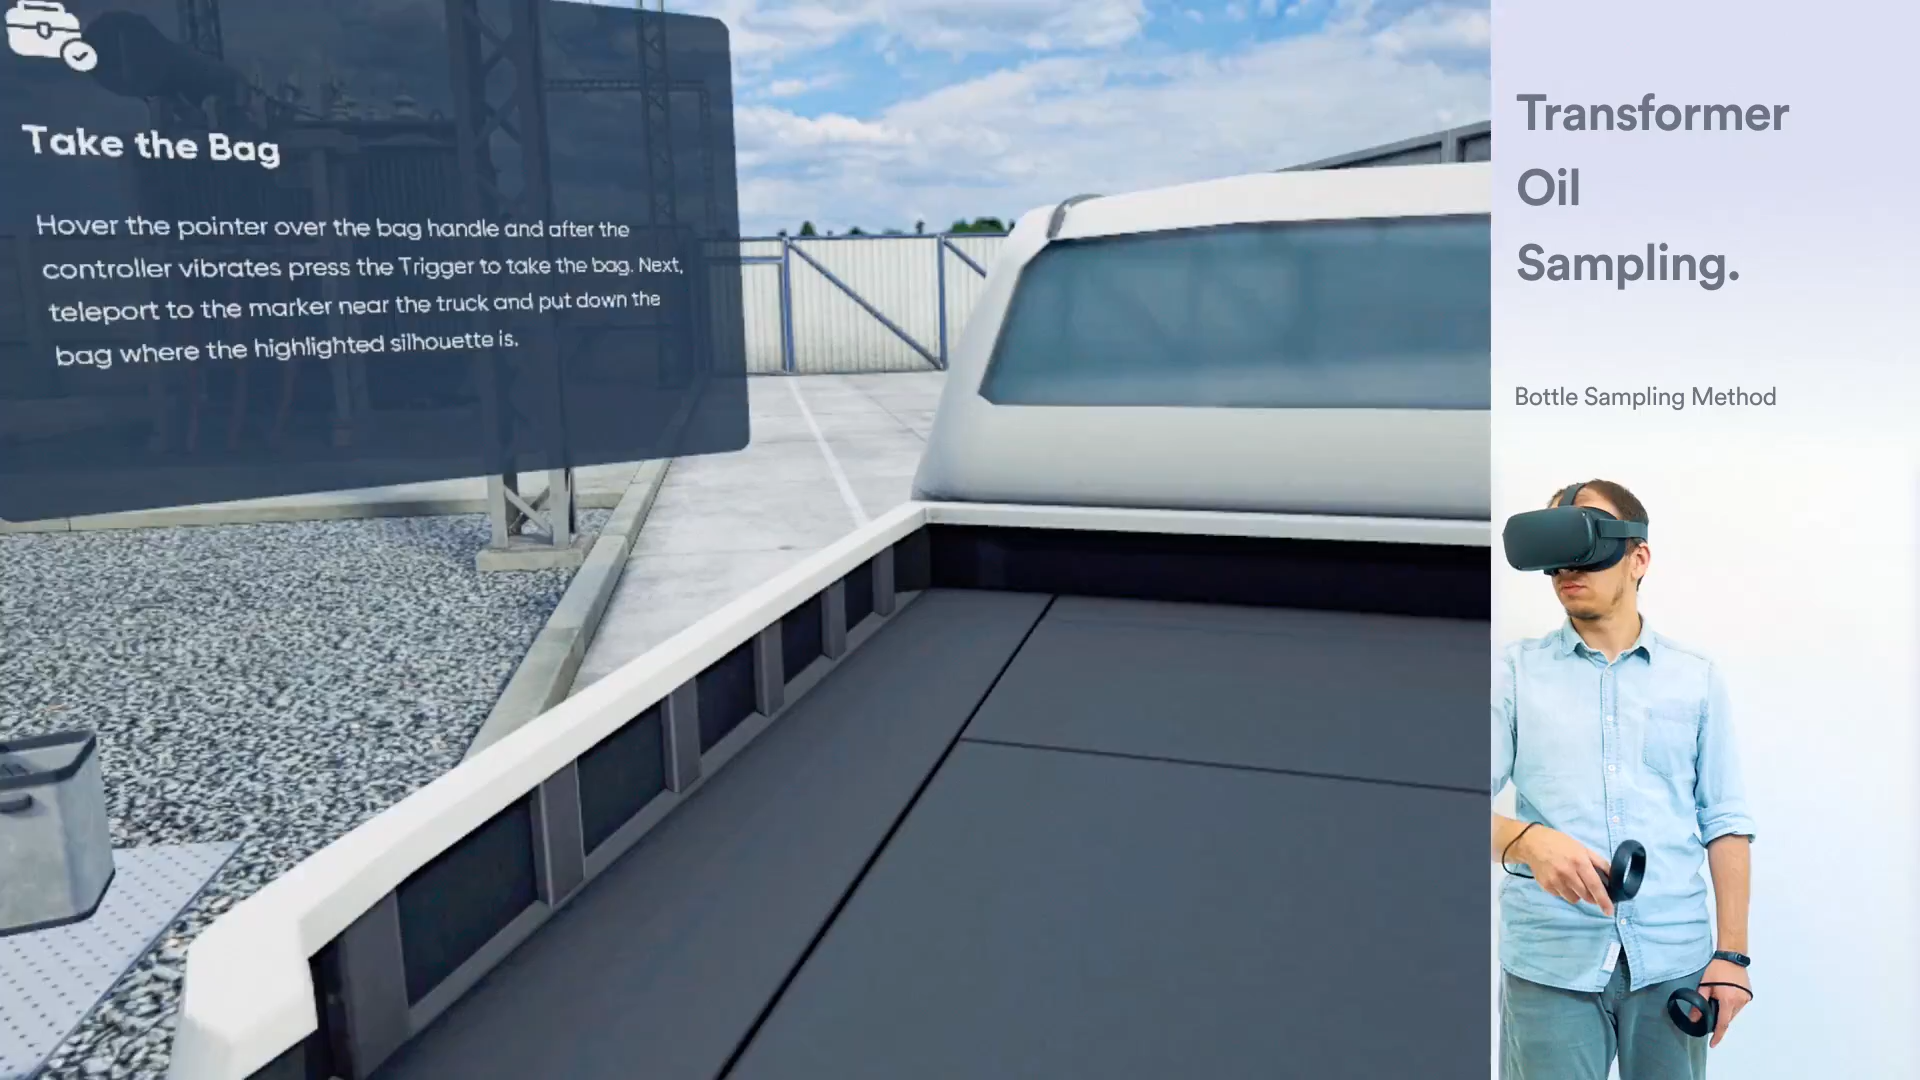 Take the Bag
Hover the pointer over the bag handle and after the
controller vibrates press the Trigger to take the bag. Next,
teleport to the marker near the truck and put down the
bag where the highlighted silhouette is.
Transformer
Oil
Sampling.
Bottle Sampling Method